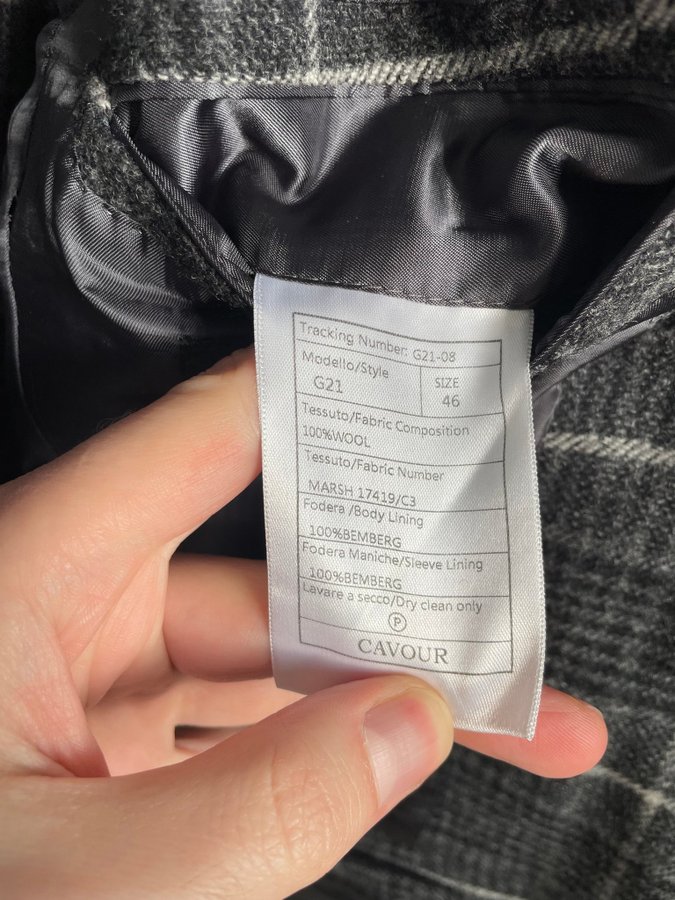 Tracking Number: G21-08
Modello/Style
G21
SIZE
46
Tessuto/Fabric Composition
100%WOOL
Tessuto/Fabric Number
MARSH 17419/C3
Fodera /Body Lining
100%BEMBERG
Fodera Maniche/Sleeve Lining
100%BEMBERG
Lavare a secco/Dry clean only
P
CAVOUR